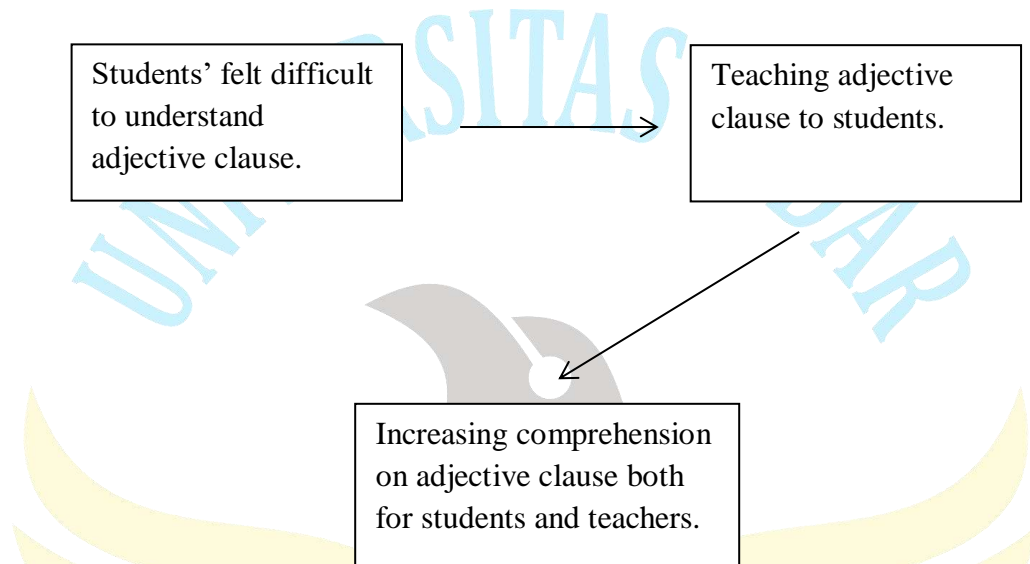 Students’ felt difficult
to understand
adjective clause.
Teaching adjective
clause to students.
Increasing comprehension
on adjective clause both
for students and teachers.